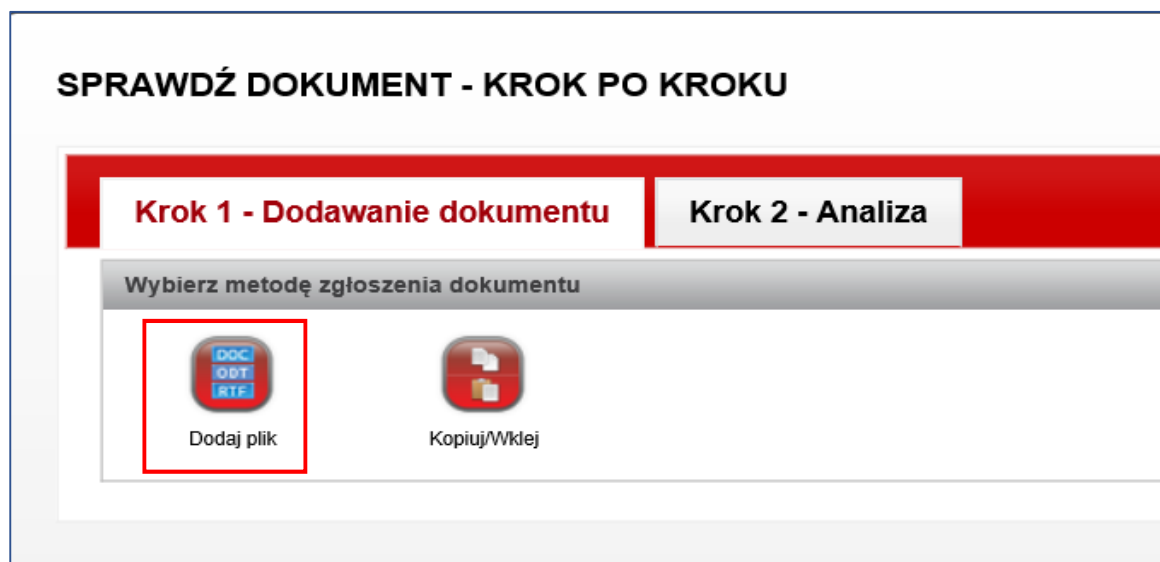 SPRAWDŹ DOKUMENT - KROK PO KROKU
Krok 1 - Dodawanie dokumentu
Krok 2 - Analiza
Wybierz metodę zgłoszenia dokumentu
DOC
ODT
RTF
Dodaj plik
Kopiuj/Wklej